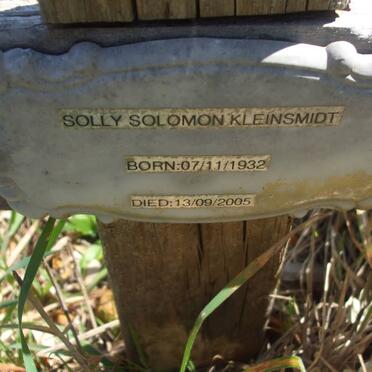 SOLLY SOLOMON KLEINSMIDT
BORN:07/11/1932
DIED:13/09/2005